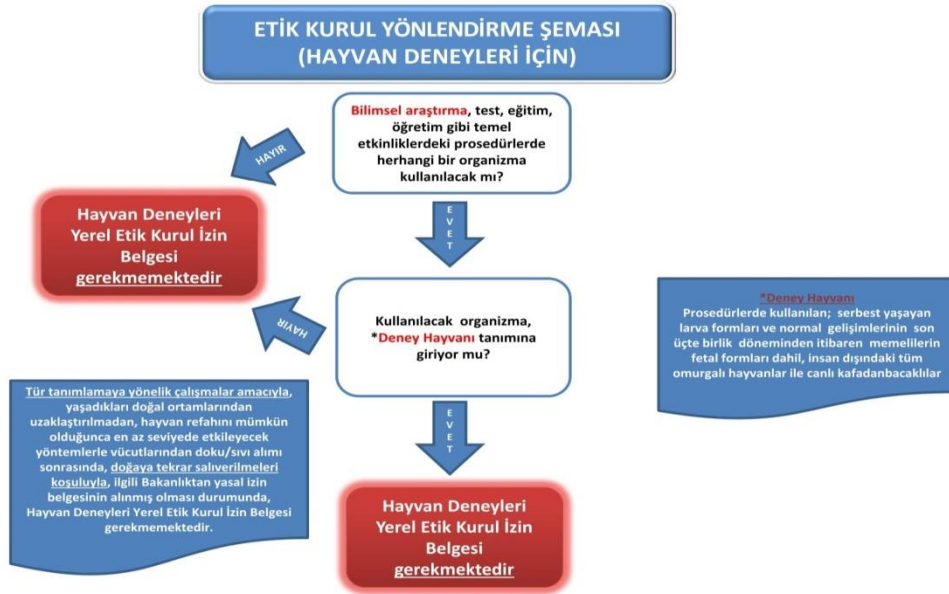 ETİK KURUL YÖNLENDİRME ŞEMASI
(HAYVAN DENEYLERİ İÇİN)
Bilimsel araştırma, test, eğitim,
öğretim gibi temel
etkinliklerdeki prosedürlerde
herhangi bir organizma
kullanılacak mı?
HAYIR
Hayvan Deneyleri
Yerel Etik Kurul İzin
Belgesi
gerekmemektedir
EVET
Kullanılacak organizma,
*Deney Hayvanı tanımına
giriyor mu?
HAYIR
*Deney Hayvanı
Prosedürlerde kullanılan; serbest yaşayan
larva formları ve normal gelişimlerinin son
üçte birlik döneminden itibaren memelilerin
fetal formları dahil, insan dışındaki tüm
omurgalı hayvanlar ile canlı kafadanbacaklılar
Tür tanımlamaya yönelik çalışmalar amacıyla,
yaşadıkları doğal ortamlarından
uzaklaştırılmadan, hayvan refahını mümkün
olduğunca en az seviyede etkileyecek
yöntemlerle vücutlarından doku/sıvı alımı
sonrasında, doğaya tekrar salıverilmeleri
koşuluyla, ilgili Bakanlıktan yasal izin
belgesinin alınmış olması durumunda,
Hayvan Deneyleri Yerel Etik Kurul İzin Belgesi
gerekmemektedir.
EVET
Hayvan Deneyleri
Yerel Etik Kurul İzin
Belgesi
gerekmektedir